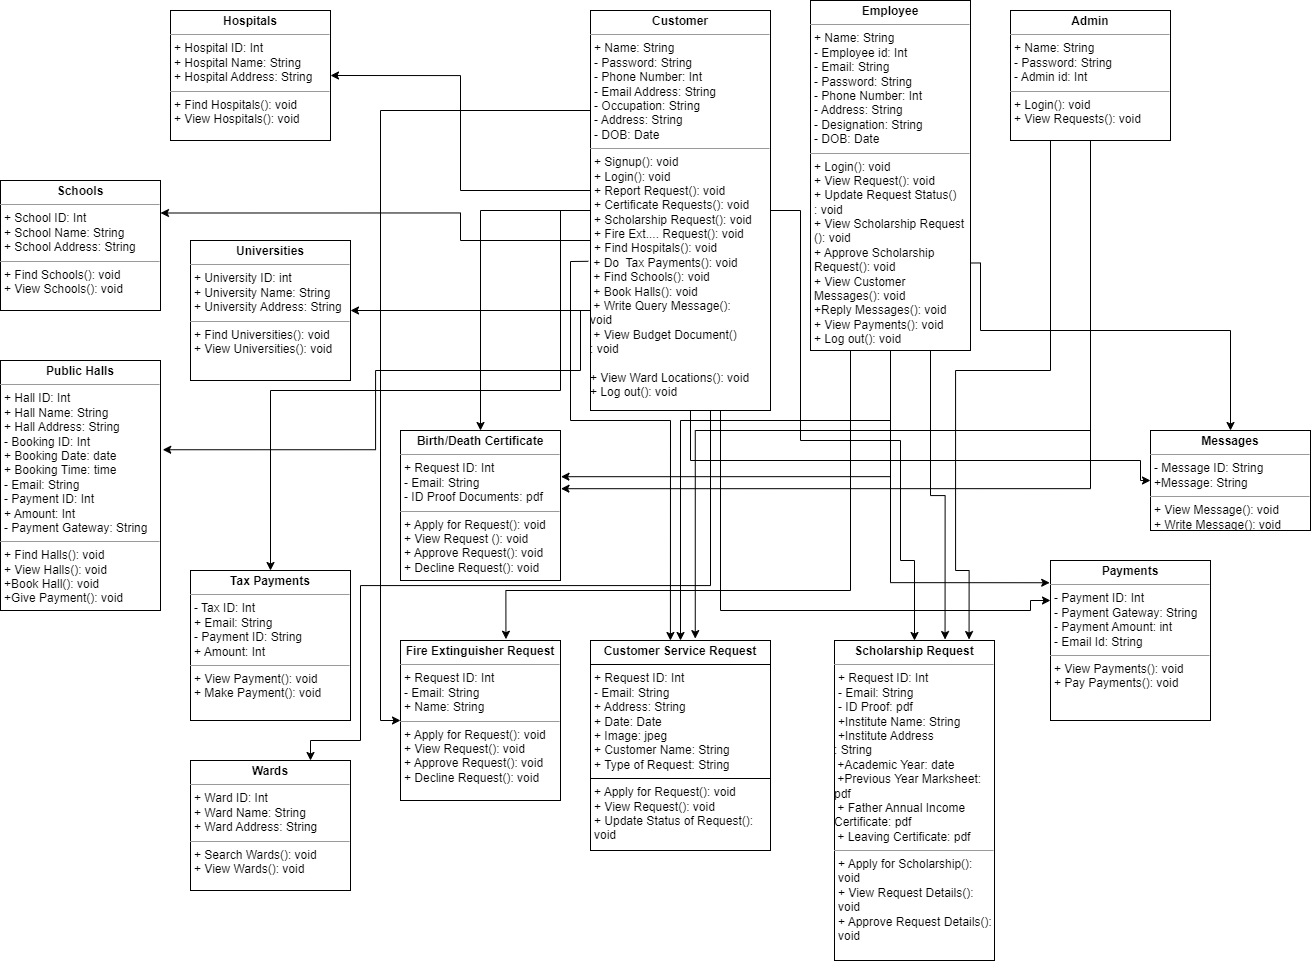 Hospitals
+ Hospital ID: Int
+ Hospital Name: String
+ Hospital Address: String
+ Find Hospitals(): void
+ View Hospitals(): void
Customer
+ Name: String
- Password: String
- Phone Number: Int
- Email Address: String
- Occupation: String
- Address: String
- DOB: Date
+ Signup(): void
+ Login(): void
+ Report Request(): void
+ Certificate Requests(): void
+ Scholarship Request(): void
+ Fire Ext.... Request(): void
+ Find Hospitals(): void
+ Do  Tax Payments(): void
+ Find Schools(): void
+ Book Halls(): void
+ Write Query Message():
void
+ View Budget Document()
: void
+ View Ward Locations(): void
+ Log out(): void
Employee
+ Name: String
- Employee id: Int
- Email: String
- Password: String
- Phone Number: Int
- Address: String
- Designation: String
- DOB: Date
+ Login(): void
+ View Request(): void
+ Update Request Status()
: void
+ View Scholarship Request
(): void
+ Approve Scholarship
Request(): void
+ View Customer
Messages(): void
+Reply Messages(): void
+ View Payments(): void
+ Log out(): void
Admin
+ Name: String
- Password: String
- Admin id: Int
+ Login(): void
+ View Requests(): void
Schools
+ School ID: Int
+ School Name: String
+ School Address: String
+ Find Schools(): void
+ View Schools(): void
Universities
+ University ID: int
+ University Name: String
+ University Address: String
+ Find Universities(): void
+ View Universities(): void
Public Halls
+ Hall ID: Int
+ Hall Name: String
+ Hall Address: String
- Booking ID: Int
+ Booking Date: date
+ Booking Time: time
- Email: String
- Payment ID: Int
+ Amount: Int
- Payment Gateway: String
+ Find Halls(): void
+ View Halls(): void
+Book Hall(): void
+Give Payment(): void
Birth/Death Certificate
+ Request ID: Int
- Email: String
- ID Proof Documents: pdf
+ Apply for Request(): void
+ View Request (): void
+ Approve Request(): void
+ Decline Request(): void
Messages
- Message ID: String
+Message: String
+ View Message(): void
+ Write Message(): void
Tax Payments
- Tax ID: Int
+ Email: String
- Payment ID: String
+ Amount: Int
+ View Payment(): void
+ Make Payment(): void
Payments
- Payment ID: Int
- Payment Gateway: String
- Payment Amount: int
- Email Id: String
+ View Payments(): void
+ Pay Payments(): void
Fire Extinguisher Request
+ Request ID: Int
- Email: String
+ Name: String
+ Apply for Request(): void
+ View Request(): void
+ Approve Request(): void
+ Decline Request(): void
Customer Service Request
+ Request ID: Int
- Email: String
+ Address: String
+ Date: Date
+ Image: jpeg
+ Customer Name: String
+ Type of Request: String
+ Apply for Request(): void
+ View Request(): void
+ Update Status of Request():
void
Scholarship Request
+ Request ID: Int
- Email: String
- ID Proof: pdf
+Institute Name: String
+Institute Address
: String
+Academic Year: date
+Previous Year Marksheet:
pdf
+ Father Annual Income
Certificate: pdf
+ Leaving Certificate: pdf
+ Apply for Scholarship():
void
+ View Request Details():
void
+ Approve Request Details():
void
Wards
+ Ward ID: Int
+ Ward Name: String
+ Ward Address: String
+ Search Wards(): void
+ View Wards(): void